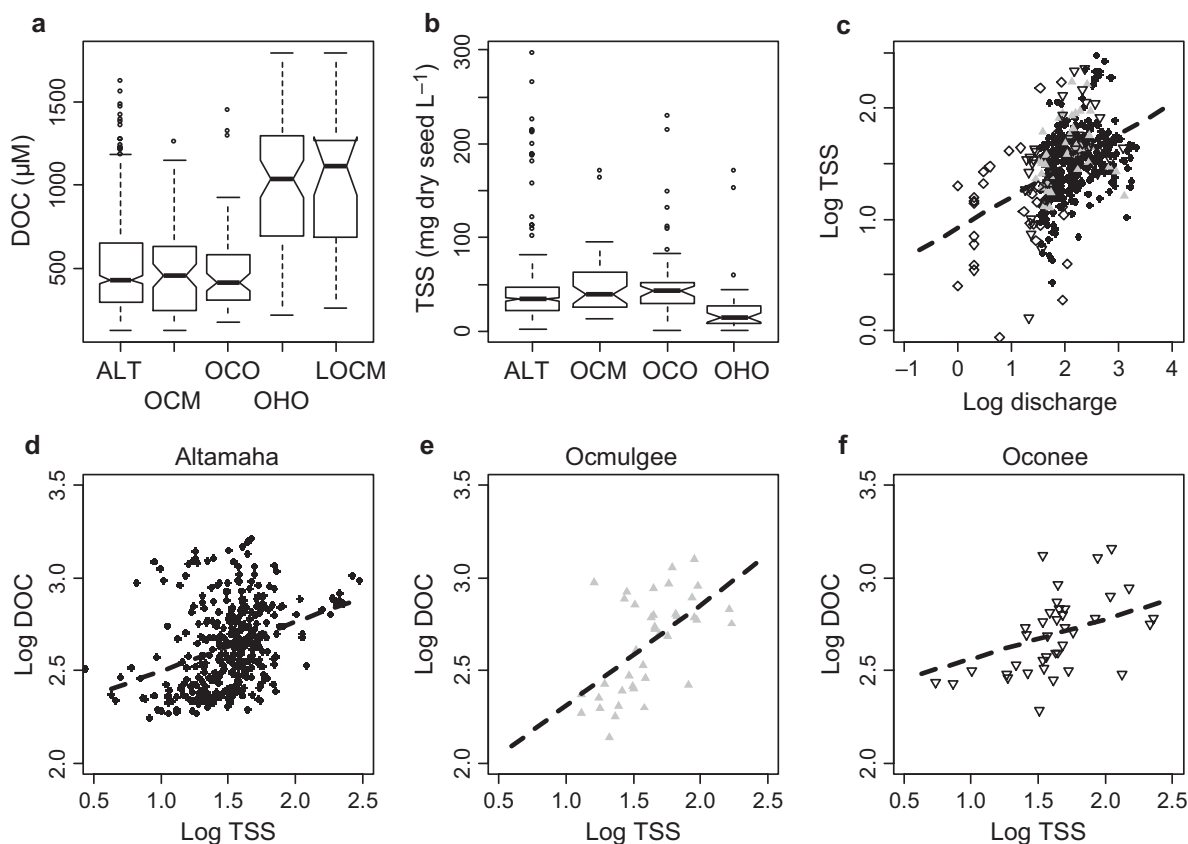 a
b
c
DOC (µM)
500
1000
1500
ALT
OCM
OCO
OHO
LOCM
TSS (mg dry seed L⁻¹)
0
100
200
300
ALT
OCM
OCO
OHO
Log TSS
0.0
1.0
2.0
−1
0
1
2
3
4
Log discharge
d
Altamaha
Log DOC
2.0
2.5
3.0
3.5
0.5
1.0
1.5
2.0
2.5
Log TSS
e
Ocmulgee
Log DOC
2.0
2.5
3.0
3.5
0.5
1.0
1.5
2.0
2.5
Log TSS
f
Oconee
Log DOC
2.0
2.5
3.0
3.5
0.5
1.0
1.5
2.0
2.5
Log TSS